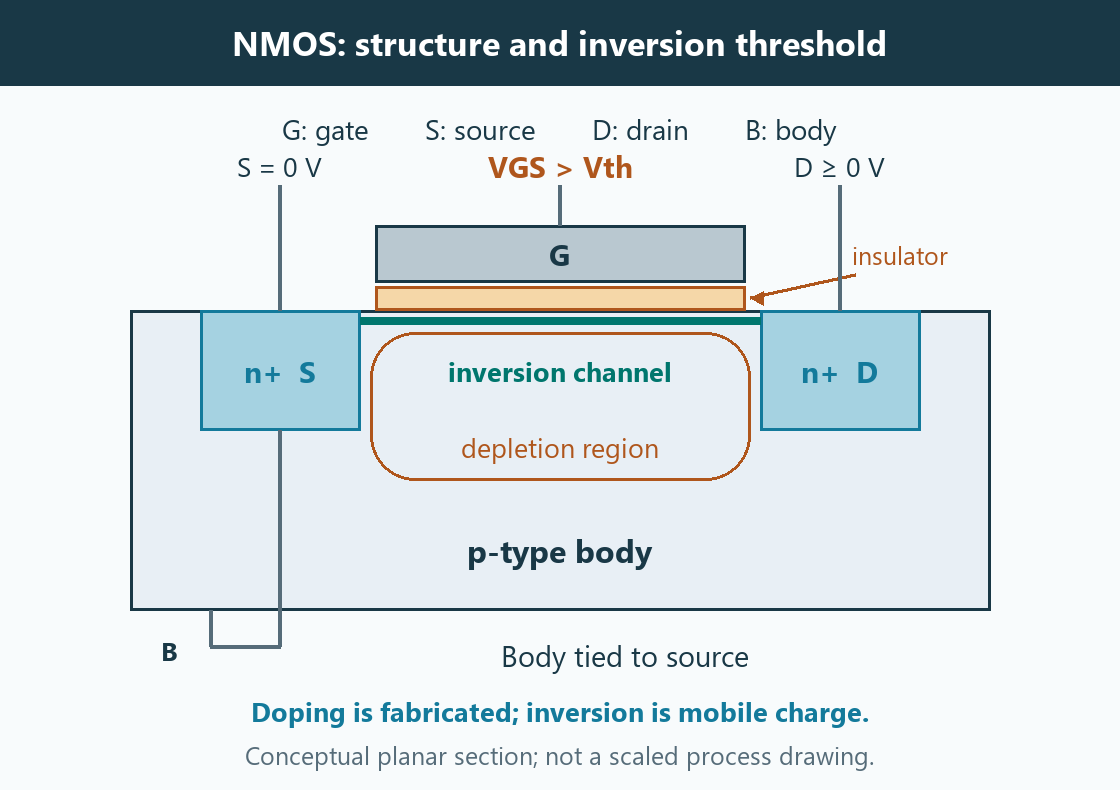 NMOS: structure and inversion threshold
G: gate S: source D: drain B: body
S = 0 V VGS > Vth D ≥ 0 V
G
insulator
n+ S inversion channel n+ D
depletion region
p-type body
B
Body tied to source
Doping is fabricated; inversion is mobile charge.
Conceptual planar section; not a scaled process drawing.